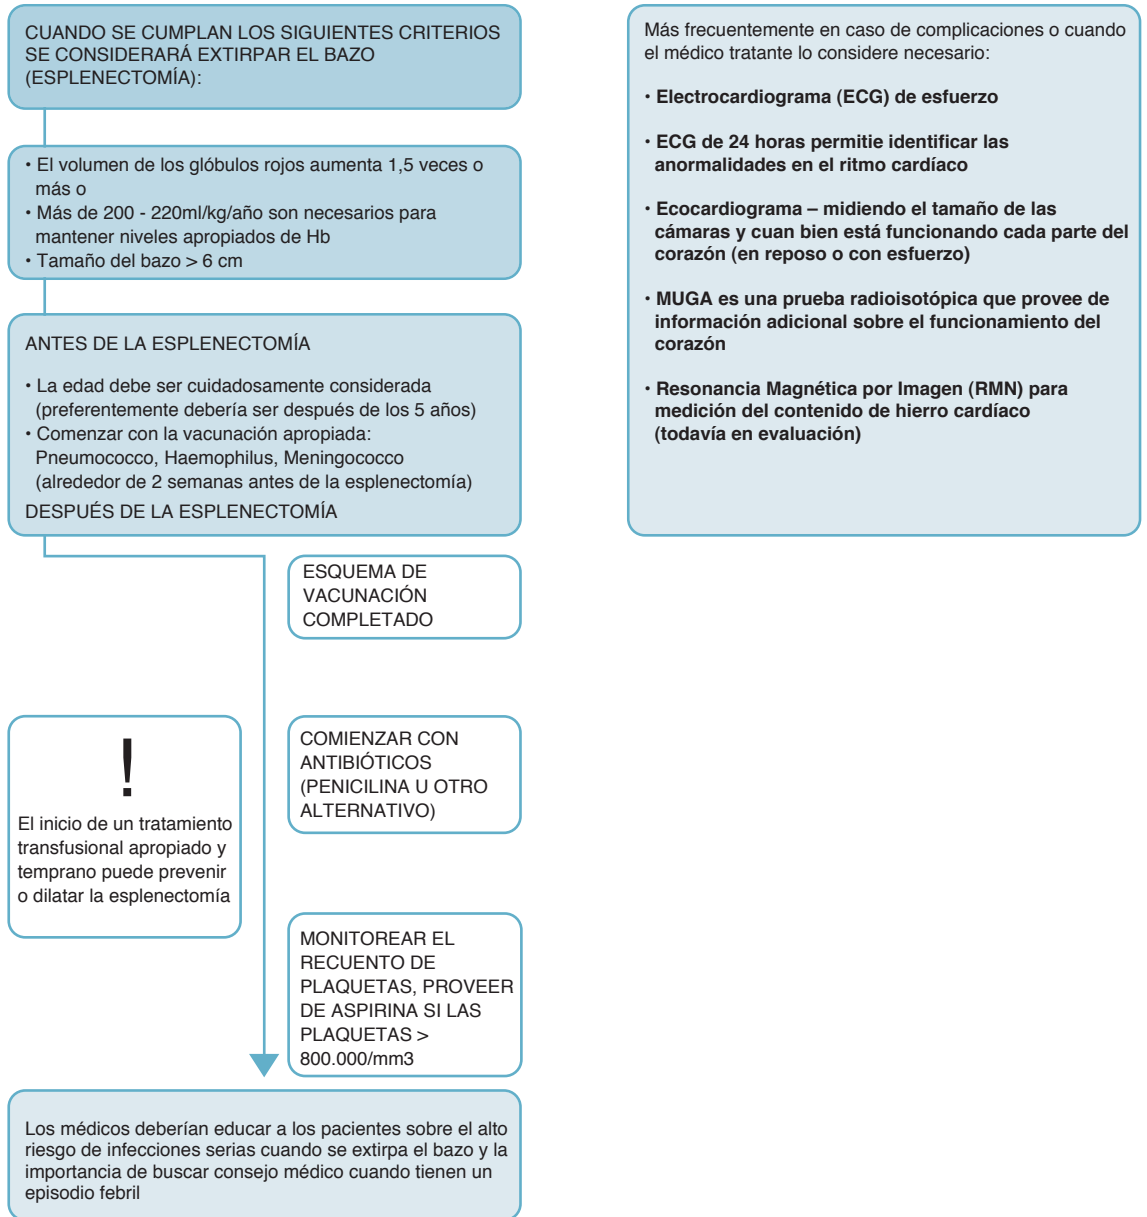 CUANDO SE CUMPLAN LOS SIGUIENTES CRITERIOS
SE CONSIDERARÁ EXTIRPAR EL BAZO
(ESPLENECTOMÍA):
• El volumen de los glóbulos rojos aumenta 1,5 veces o
más o
• Más de 200 - 220ml/kg/año son necesarios para
mantener niveles apropiados de Hb
• Tamaño del bazo > 6 cm
ANTES DE LA ESPLENECTOMÍA
• La edad debe ser cuidadosamente considerada
(preferentemente debería ser después de los 5 años)
• Comenzar con la vacunación apropiada:
Pneumococco, Haemophilus, Meningococco
(alrededor de 2 semanas antes de la esplenectomía)
DESPUÉS DE LA ESPLENECTOMÍA
ESQUEMA DE
VACUNACIÓN
COMPLETADO
!
El inicio de un tratamiento
transfusional apropiado y
temprano puede prevenir
o dilatar la esplenectomía
COMIENZAR CON
ANTIBIÓTICOS
(PENICILINA U OTRO
ALTERNATIVO)
MONITOREAR EL
RECUENTO DE
PLAQUETAS, PROVEER
DE ASPIRINA SI LAS
PLAQUETAS >
800.000/mm3
Los médicos deberían educar a los pacientes sobre el alto
riesgo de infecciones serias cuando se extirpa el bazo y la
importancia de buscar consejo médico cuando tienen un
episodio febril
Más frecuentemente en caso de complicaciones o cuando
el médico tratante lo considere necesario:
• Electrocardiograma (ECG) de esfuerzo
• ECG de 24 horas permitie identificar las
anormalidades en el ritmo cardíaco
• Ecocardiograma – midiendo el tamaño de las
cámaras y cuan bien está funcionando cada parte del
corazón (en reposo o con esfuerzo)
• MUGA es una prueba radioisotópica que provee de
información adicional sobre el funcionamiento del
corazón
• Resonancia Magnética por Imagen (RMN) para
medición del contenido de hierro cardíaco
(todavía en evaluación)